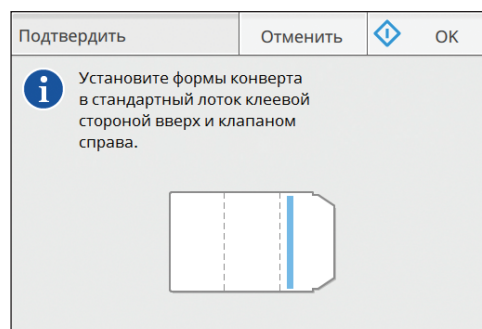 Подтвердить Отменить OK
Установите формы конверта
в стандартный лоток клеевой
стороной вверх и клапаном
справа.